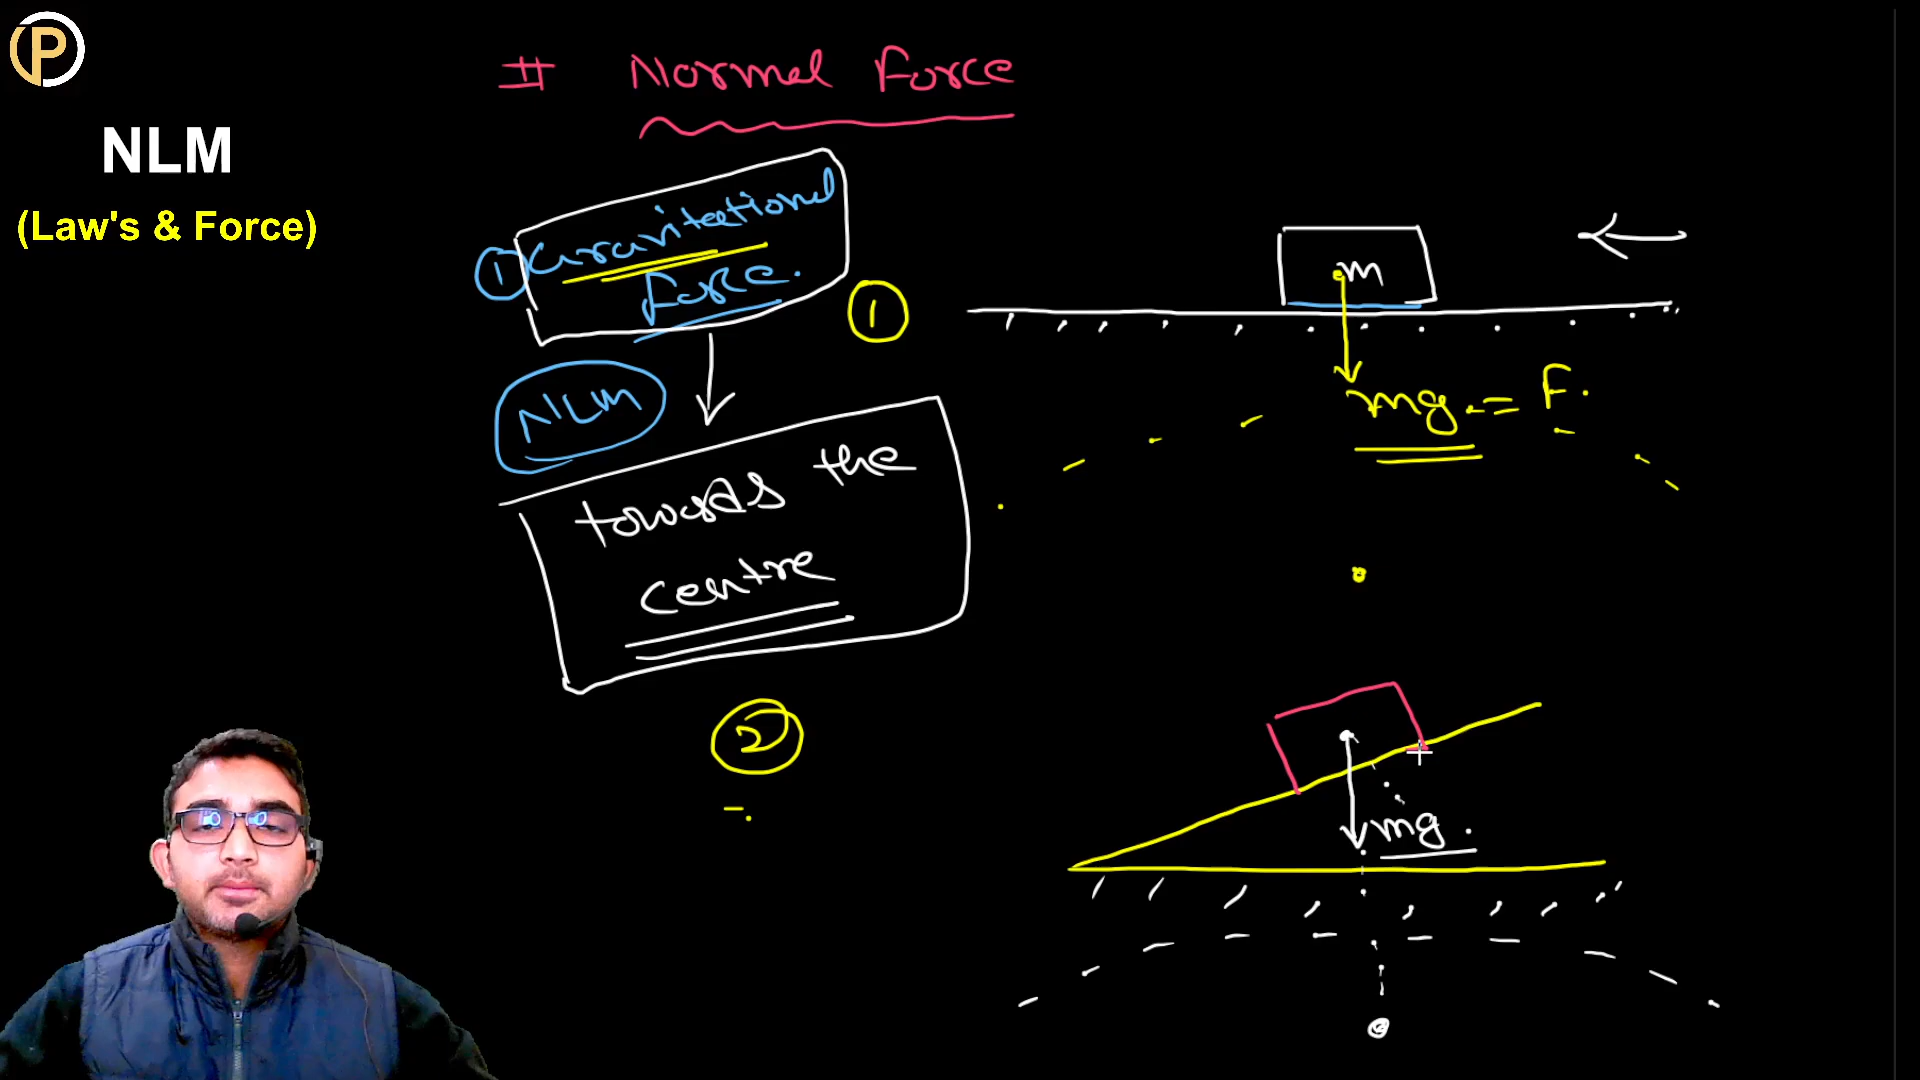 P
NLM
(Law's & Force)
# Normal Force
① Gravitational
force.
NLM
towards the
centre
②
①
m
mg. = F.
mg.